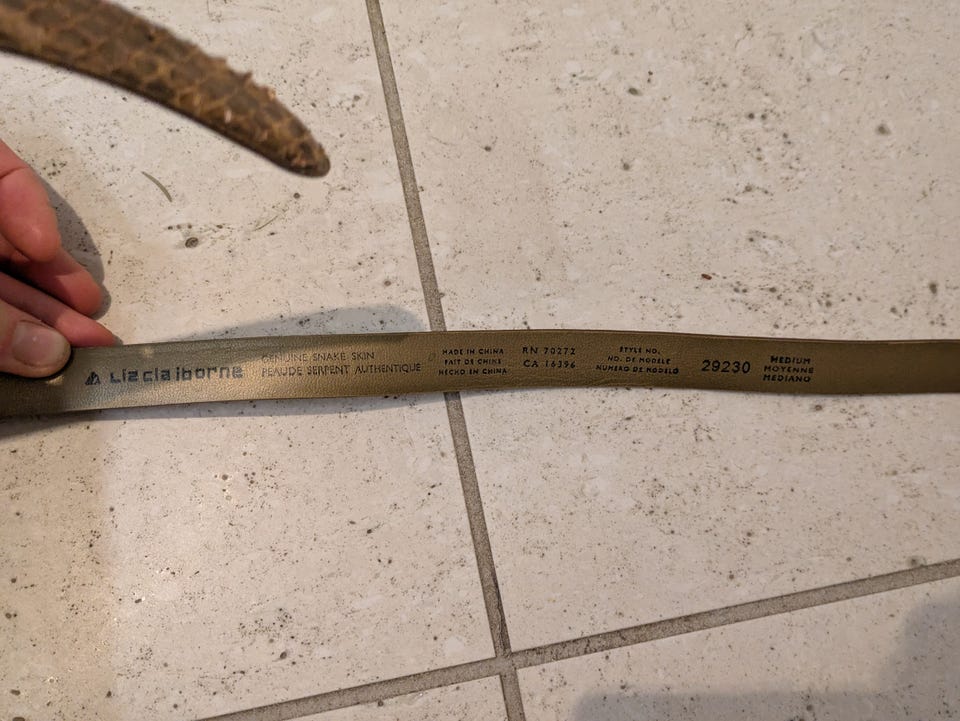 Liz claiborne
GENUINE SNAKE SKIN
PEAUDE SERPENT AUTHENTIQUE
MADE IN CHINA
FAIT DE CHINE
HECKO EN CHINA
RN 70272
CA 16396
STYLE NO.
NO. DE MODELE
NUMERO DE MODELO
29230
MEDIUM
MOYENNE
MEDIANO